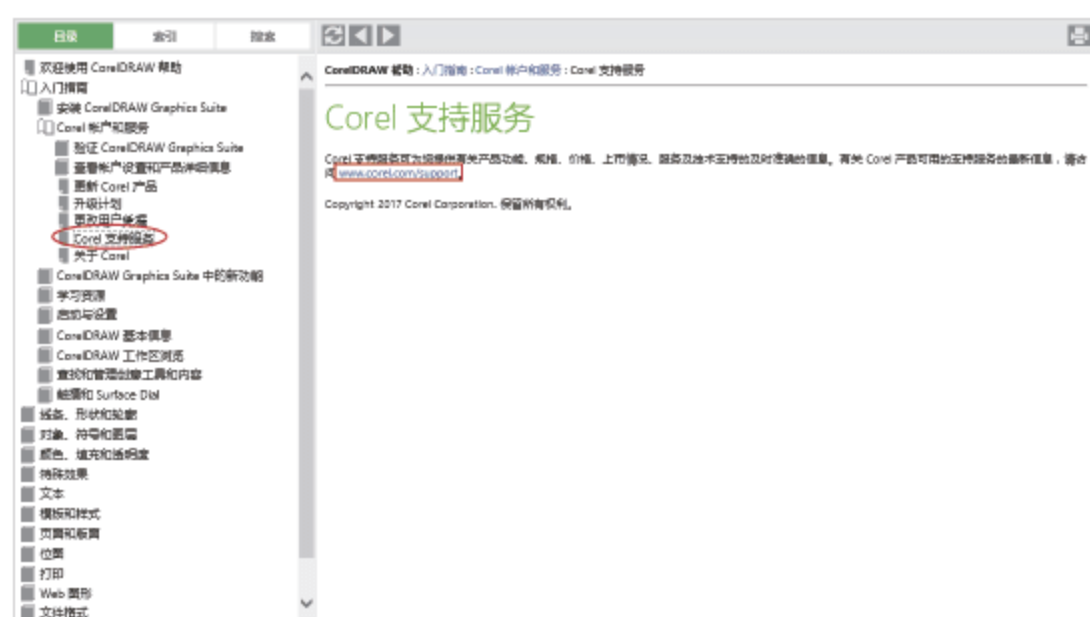 目录 索引 搜索
欢迎使用 CorelDRAW 帮助
入门指南
安装 CorelDRAW Graphics Suite
Corel 帐户和服务
验证 CorelDRAW Graphics Suite
查看帐户设置和产品详细信息
更新 Corel 产品
升级计划
更改用户凭据
Corel 支持服务
关于 Corel
CorelDRAW Graphics Suite 中的新功能
学习资源
启动与设置
CorelDRAW 基本信息
CorelDRAW 工作区浏览
查找和管理创意工具和内容
触笔和 Surface Dial
线条、形状和轮廓
对象、符号和图层
颜色、填充和透明度
特殊效果
文本
模板和样式
页面和版面
位图
打印
Web 图形
文件格式
CorelDRAW 帮助 : 入门指南 : Corel 帐户和服务 : Corel 支持服务
Corel 支持服务
Corel 支持服务可为您提供有关产品功能、规格、价格、上市情况、服务及技术支持的及时准确的信息。有关 Corel 产品可用的支持服务的最新信息，请访
问 www.corel.com/support。
Copyright 2017 Corel Corporation. 保留所有权利。